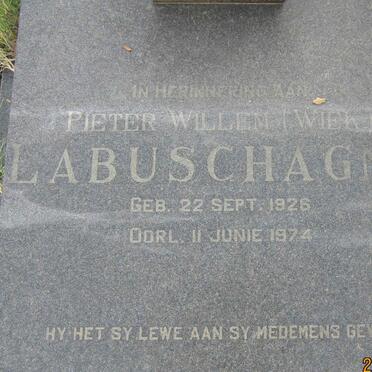 IN HERINNERING AAN
PIETER WILLEM (WIEK
LABUSCHAG
GEB. 22 SEPT. 1926
OORL. 11 JUNIE 1974
HY HET SY LEWE AAN SY MEDEMENS GE
2